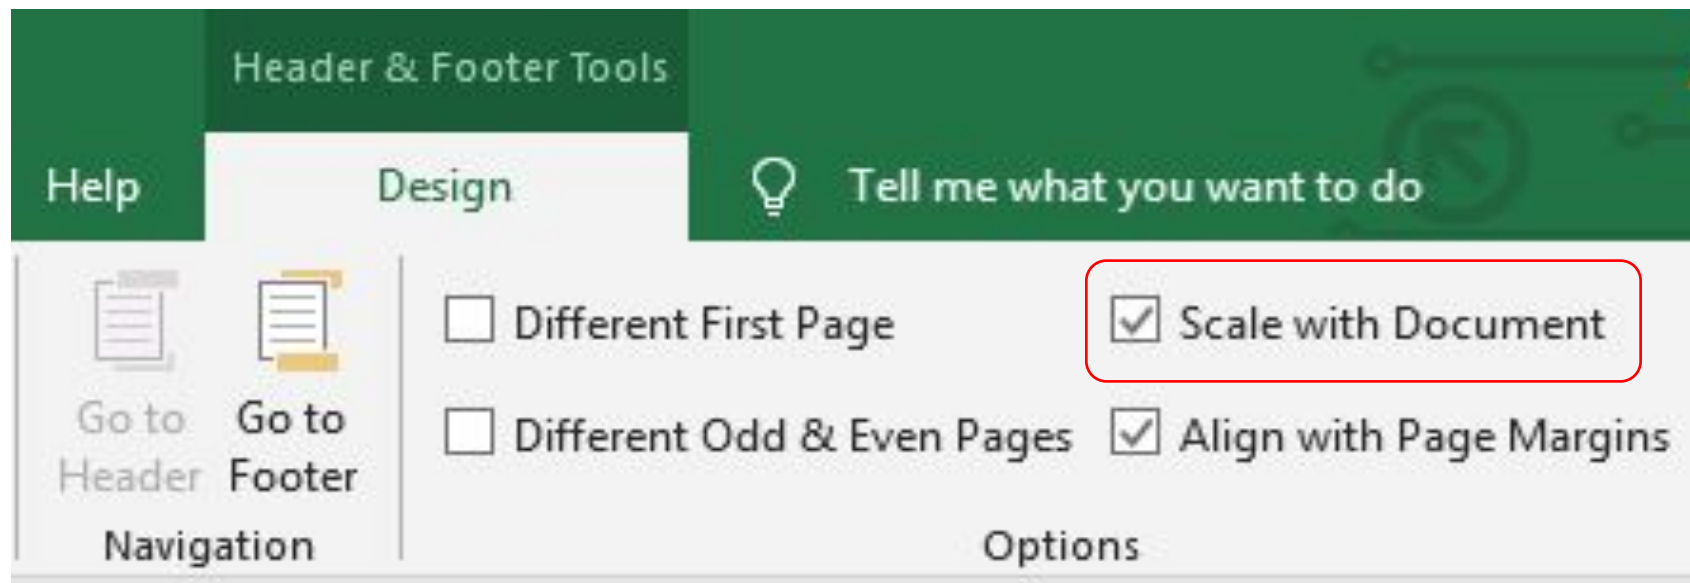 Header & Footer Tools
Help
Design
Tell me what you want to do
Go to
Header
Go to
Footer
Navigation
Different First Page
Scale with Document
Different Odd & Even Pages
Align with Page Margins
Options